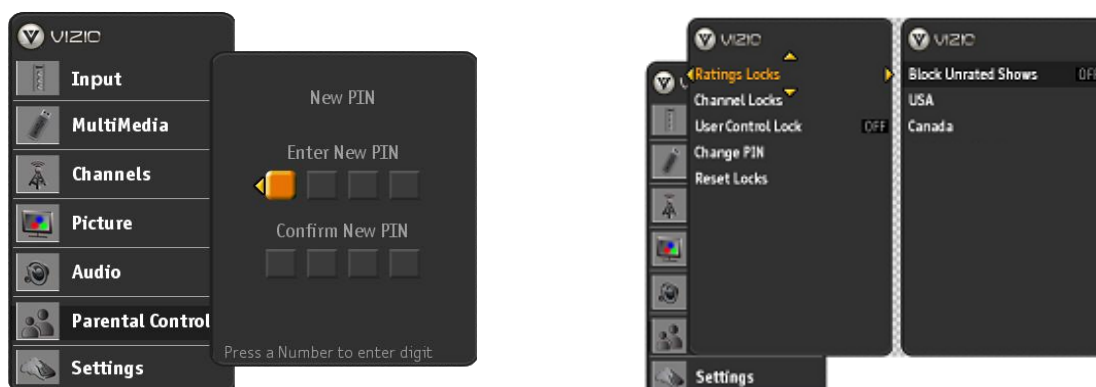 VIZIO
Input
MultiMedia
Channels
Picture
Audio
Parental Control
Settings
New PIN
Enter New PIN
Confirm New PIN
Press a Number to enter digit
V
VIZIO
Ratings Locks
Channel Locks
User Control Lock OFF
Change PIN
Reset Locks
Settings
VIZIO
Block Unrated Shows OFF
USA
Canada